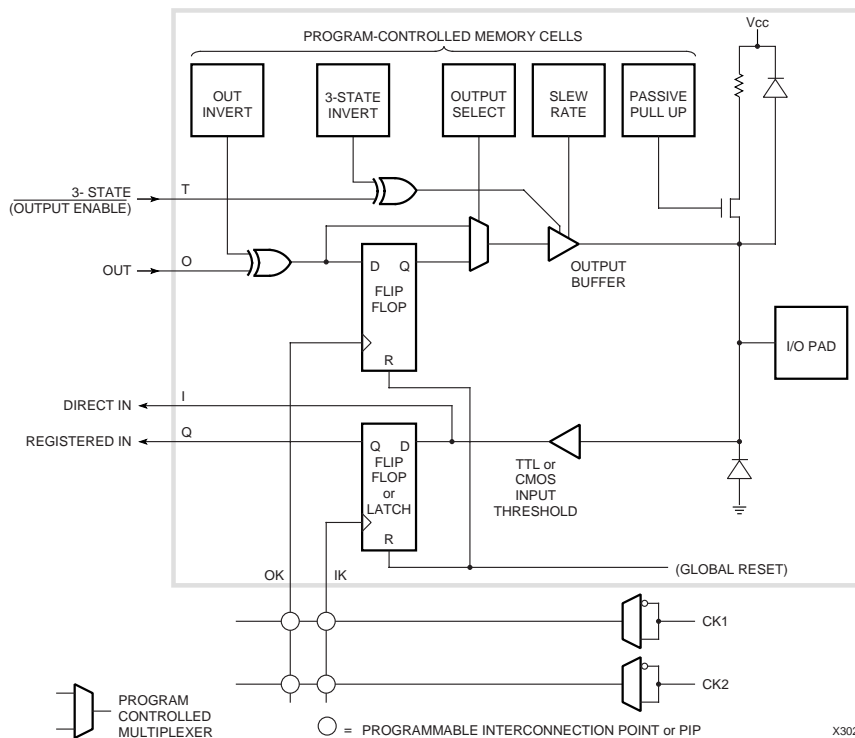 Vcc
PROGRAM-CONTROLLED MEMORY CELLS
OUT
INVERT
3-STATE
INVERT
OUTPUT
SELECT
SLEW
RATE
PASSIVE
PULL UP
3- STATE
(OUTPUT ENABLE)
T
OUT
O
D Q
FLIP
FLOP
R
OUTPUT
BUFFER
I/O PAD
DIRECT IN
I
REGISTERED IN
Q
Q D
FLIP
FLOP
or
LATCH
R
TTL or
CMOS
INPUT
THRESHOLD
(GLOBAL RESET)
OK
IK
CK1
CK2
PROGRAM
CONTROLLED
MULTIPLEXER
= PROGRAMMABLE INTERCONNECTION POINT or PIP
X302